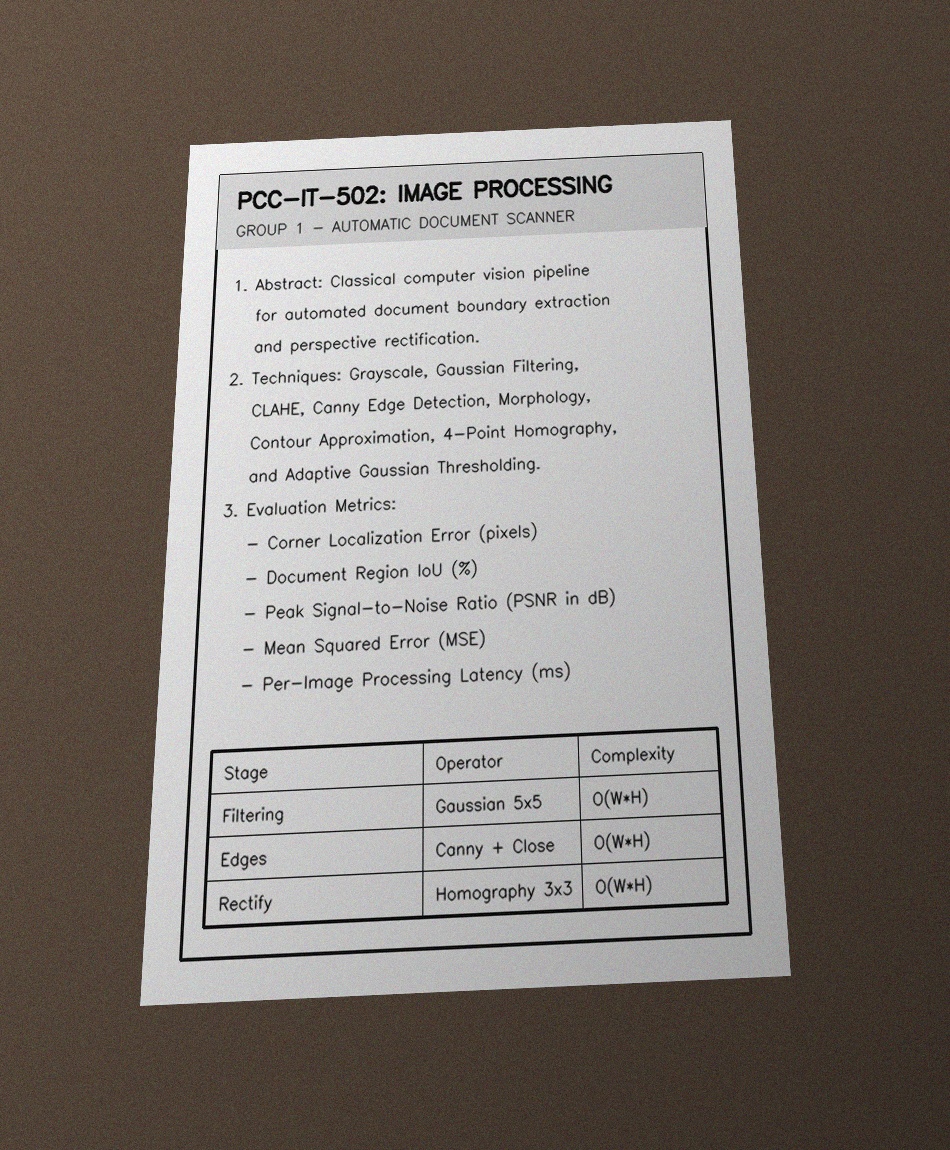 PCC-IT-502: IMAGE PROCESSING
GROUP 1 - AUTOMATIC DOCUMENT SCANNER
1. Abstract: Classical computer vision pipeline
for automated document boundary extraction
and perspective rectification.
2. Techniques: Grayscale, Gaussian Filtering,
CLAHE, Canny Edge Detection, Morphology,
Contour Approximation, 4-Point Homography,
and Adaptive Gaussian Thresholding.
3. Evaluation Metrics:
- Corner Localization Error (pixels)
- Document Region IoU (%)
- Peak Signal-to-Noise Ratio (PSNR in dB)
- Mean Squared Error (MSE)
- Per-Image Processing Latency (ms)
Stage Operator Complexity
Filtering Gaussian 5x5 O(W*H)
Edges Canny + Close O(W*H)
Rectify Homography 3x3 O(W*H)